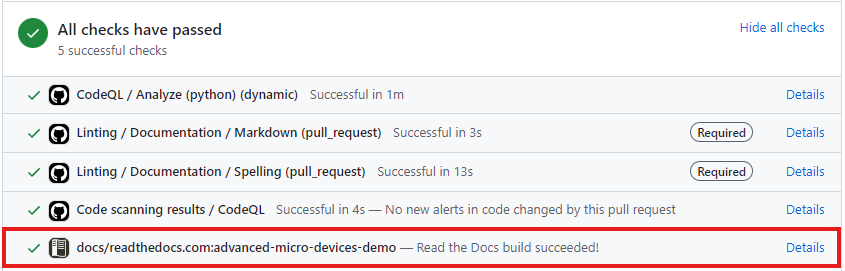 All checks have passed
Hide all checks
5 successful checks
CodeQL / Analyze (python) (dynamic) Successful in 1m Details
Linting / Documentation / Markdown (pull_request) Successful in 3s Required Details
Linting / Documentation / Spelling (pull_request) Successful in 13s Required Details
Code scanning results / CodeQL Successful in 4s — No new alerts in code changed by this pull request Details
docs/readthedocs.com:advanced-micro-devices-demo — Read the Docs build succeeded! Details